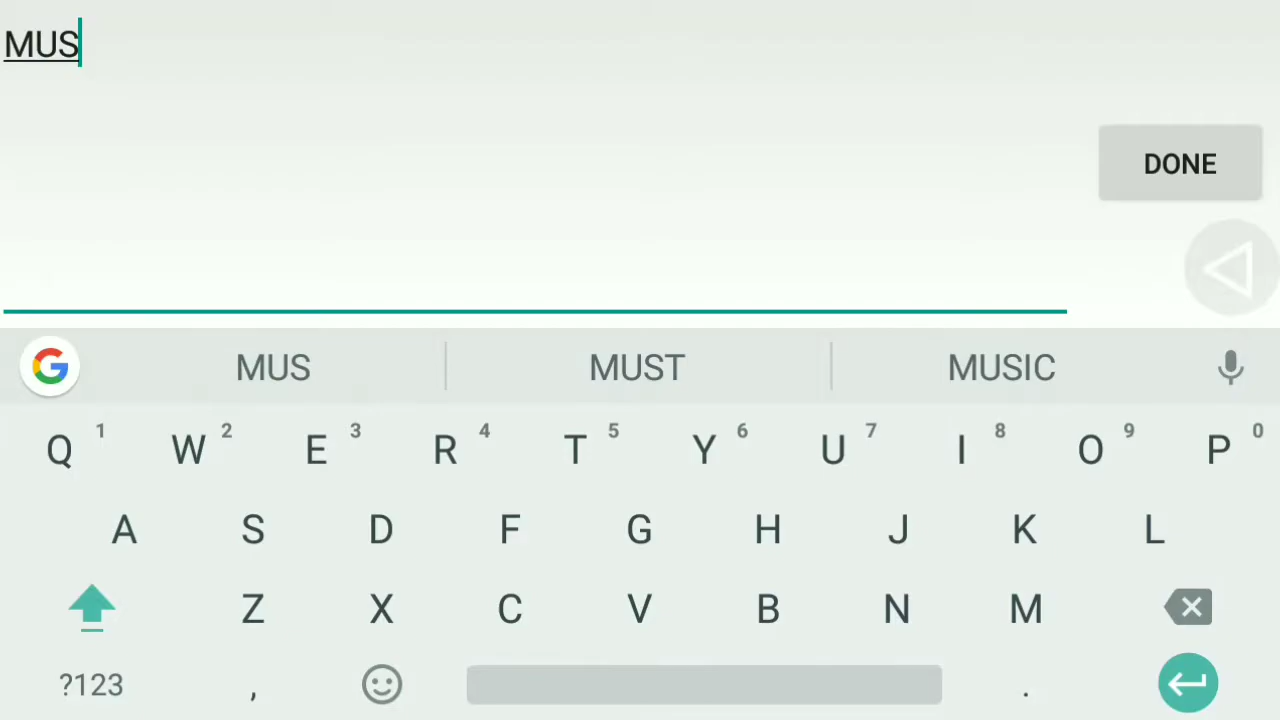 MUS
DONE
MUS MUST MUSIC
Q 1 W 2 E 3 R 4 T 5 Y 6 U 7 I 8 O 9 P 0
A S D F G H J K L
Z X C V B N M
?123 , .